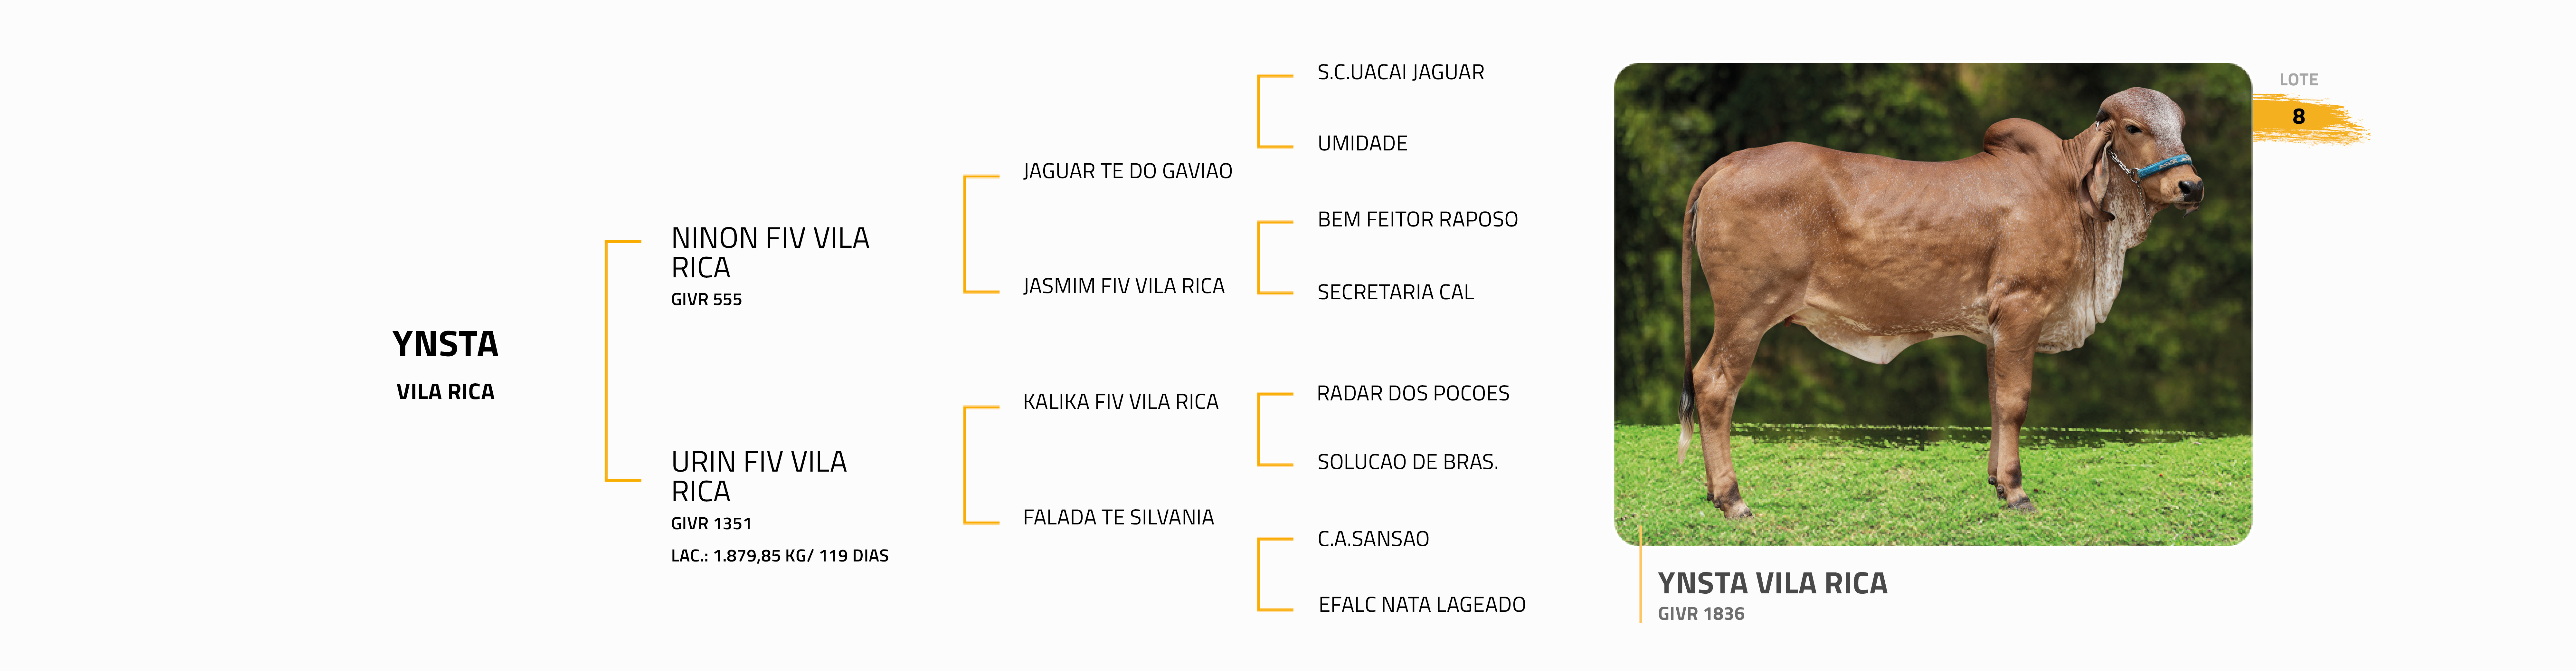 YNSTA
VILA RICA
NINON FIV VILA
RICA
GIVR 555
URIN FIV VILA
RICA
GIVR 1351
LAC.: 1.879,85 KG/ 119 DIAS
JAGUAR TE DO GAVIAO
JASMIM FIV VILA RICA
KALIKA FIV VILA RICA
FALADA TE SILVANIA
S.C.UACAI JAGUAR
UMIDADE
BEM FEITOR RAPOSO
SECRETARIA CAL
RADAR DOS POCOES
SOLUCAO DE BRAS.
C.A.SANSAO
EFALC NATA LAGEADO
LOTE
8
YNSTA VILA RICA
GIVR 1836